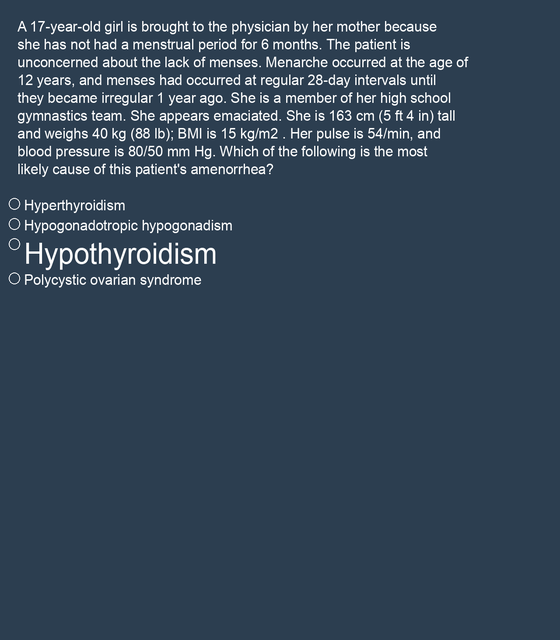 A 17-year-old girl is brought to the physician by her mother because
she has not had a menstrual period for 6 months. The patient is
unconcerned about the lack of menses. Menarche occurred at the age of
12 years, and menses had occurred at regular 28-day intervals until
they became irregular 1 year ago. She is a member of her high school
gymnastics team. She appears emaciated. She is 163 cm (5 ft 4 in) tall
and weighs 40 kg (88 lb); BMI is 15 kg/m2 . Her pulse is 54/min, and
blood pressure is 80/50 mm Hg. Which of the following is the most
likely cause of this patient's amenorrhea?
Hyperthyroidism
Hypogonadotropic hypogonadism
Hypothyroidism
Polycystic ovarian syndrome